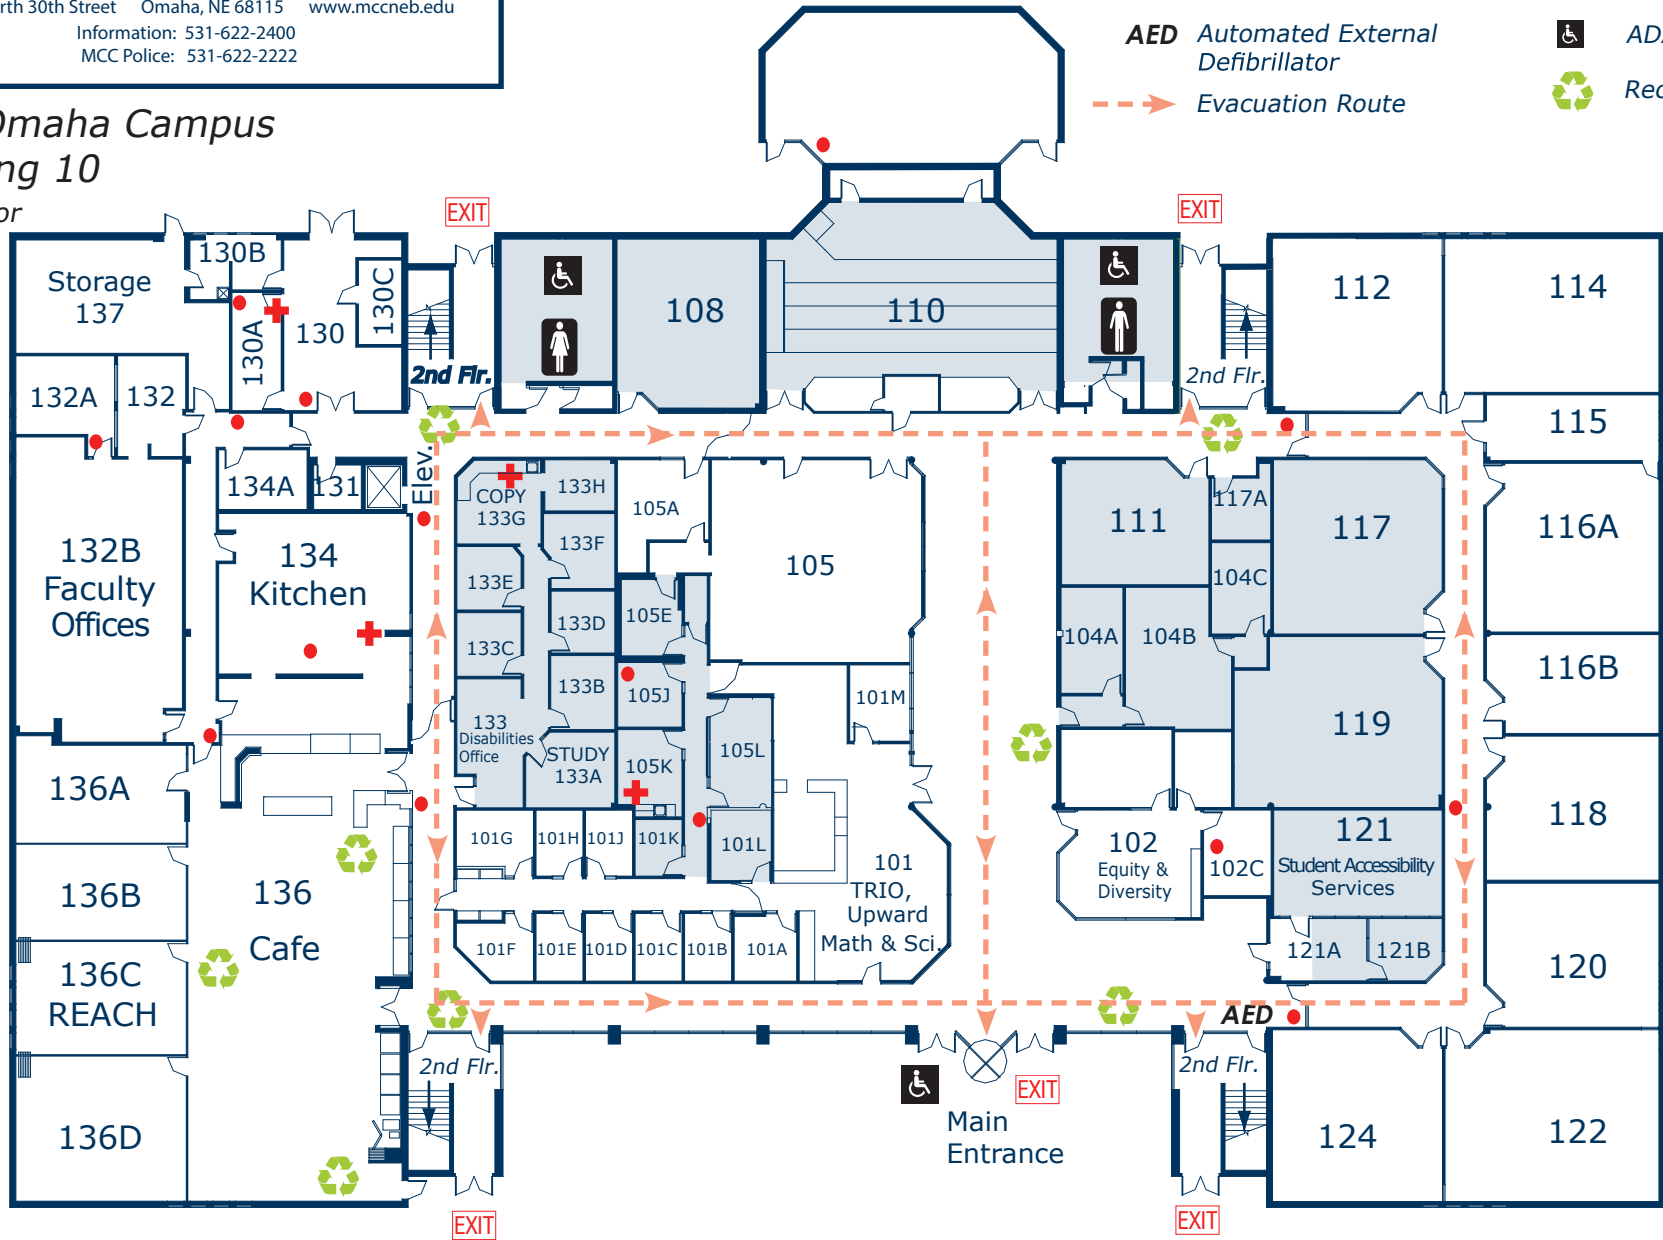 rth 30th Street Omaha, NE 68115 www.mccneb.edu
Information: 531-622-2400
MCC Police: 531-622-2222
AED Automated External
Defibrillator
Evacuation Route
Omaha Campus
ng 10
or
EXIT
EXIT
Storage
137
130B
130A
130
130C
2nd Flr.
132A
132
108
110
2nd Flr.
112
114
115
134A
131
Elev.
132B
Faculty
Offices
134
Kitchen
COPY
133G
133H
133F
133E
133D
133C
133B
133
Disabilities
Office
STUDY
133A
105A
105
105E
105J
105K
105L
101M
101G
101H
101J
101K
101L
101
TRIO,
Upward
Math & Sci.
101F
101E
101D
101C
101B
101A
111
117A
117
104C
104A
104B
119
116A
116B
118
102
Equity &
Diversity
102C
121
Student Accessibility
Services
121A
121B
120
136A
136B
136C
REACH
136D
136
Cafe
AED
2nd Flr.
2nd Flr.
EXIT
Main
Entrance
124
122
EXIT
EXIT